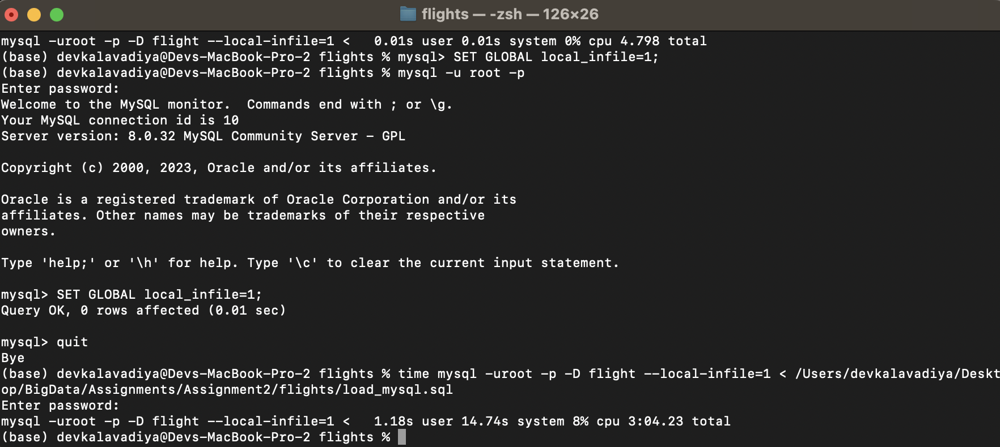 flights — -zsh — 126×26
mysql -uroot -p -D flight --local-infile=1 <   0.01s user 0.01s system 0% cpu 4.798 total
(base) devkalavadiya@Devs-MacBook-Pro-2 flights % mysql> SET GLOBAL local_infile=1;
(base) devkalavadiya@Devs-MacBook-Pro-2 flights % mysql -u root -p
Enter password:
Welcome to the MySQL monitor.  Commands end with ; or \g.
Your MySQL connection id is 10
Server version: 8.0.32 MySQL Community Server - GPL
Copyright (c) 2000, 2023, Oracle and/or its affiliates.
Oracle is a registered trademark of Oracle Corporation and/or its
affiliates. Other names may be trademarks of their respective
owners.
Type 'help;' or '\h' for help. Type '\c' to clear the current input statement.
mysql> SET GLOBAL local_infile=1;
Query OK, 0 rows affected (0.01 sec)
mysql> quit
Bye
(base) devkalavadiya@Devs-MacBook-Pro-2 flights % time mysql -uroot -p -D flight --local-infile=1 < /Users/devkalavadiya/Deskt
op/BigData/Assignments/Assignment2/flights/load_mysql.sql
Enter password:
mysql -uroot -p -D flight --local-infile=1 <   1.18s user 14.74s system 8% cpu 3:04.23 total
(base) devkalavadiya@Devs-MacBook-Pro-2 flights %